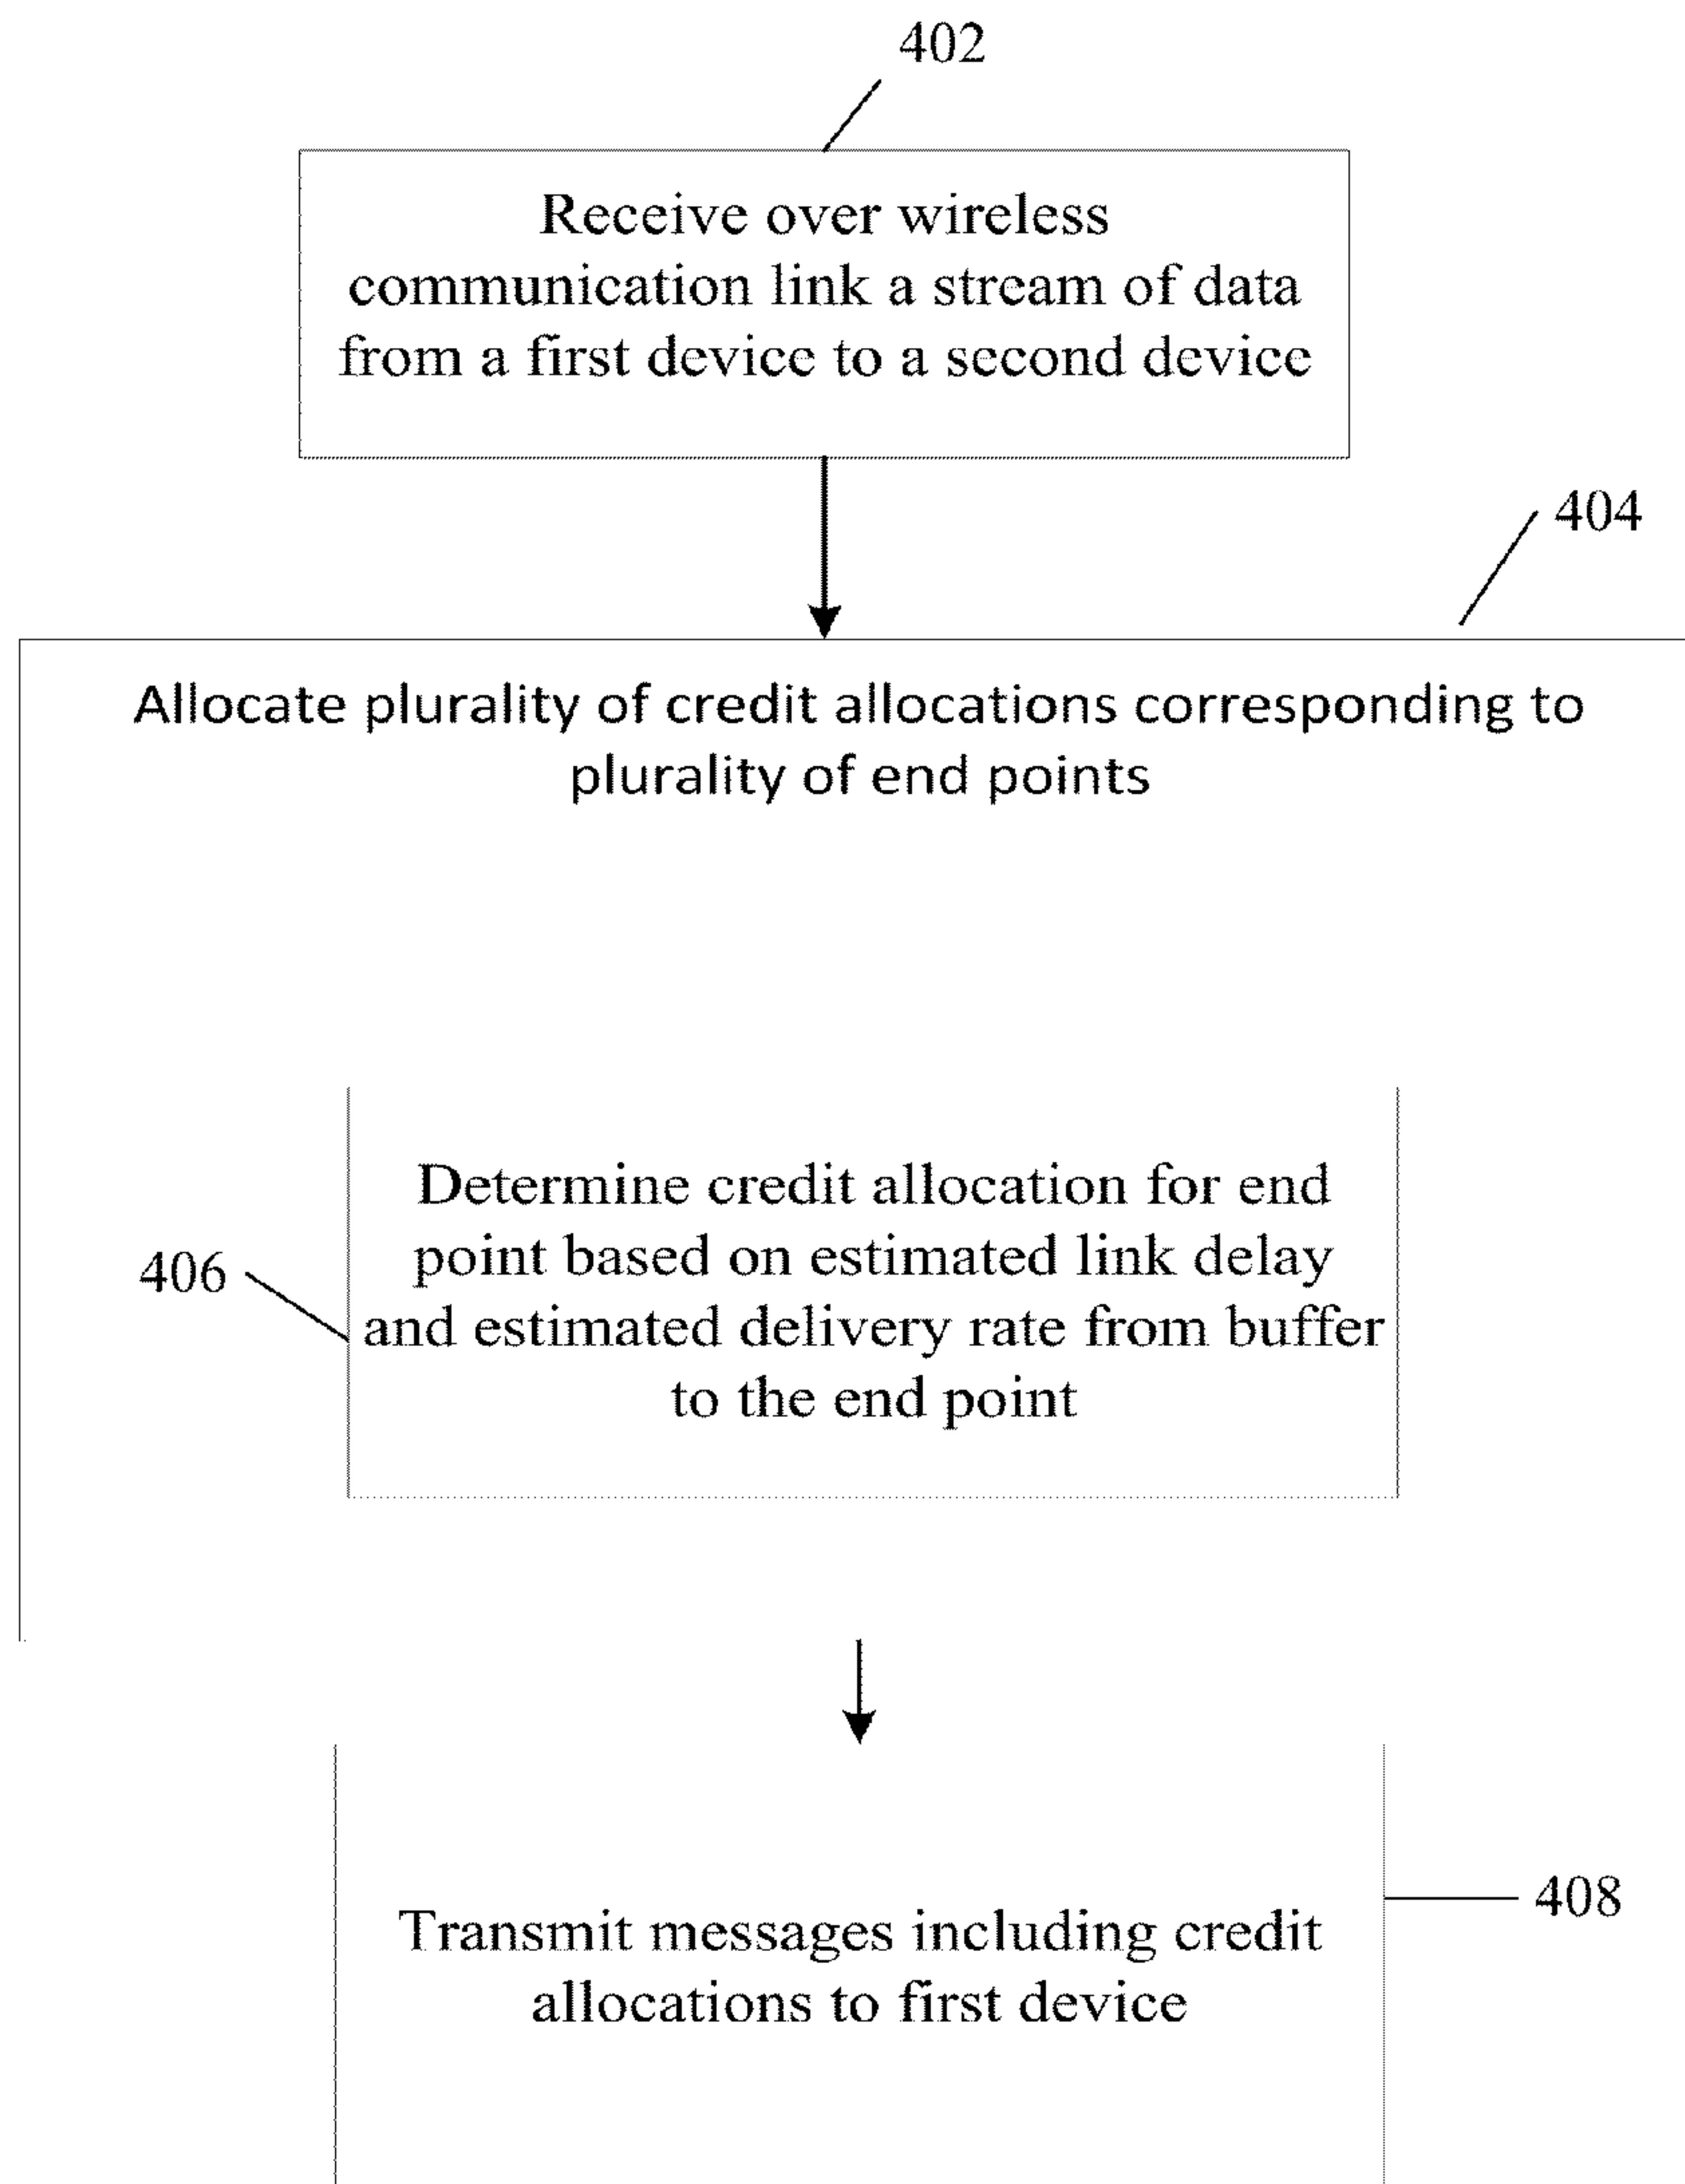 402
Receive over wireless
communication link a stream of data
from a first device to a second device
404
Allocate plurality of credit allocations corresponding to
plurality of end points
Determine credit allocation for end
point based on estimated link delay
406
and estimated delivery rate from buffer
to the end point
408
Transmit messages including credit
allocations to first device